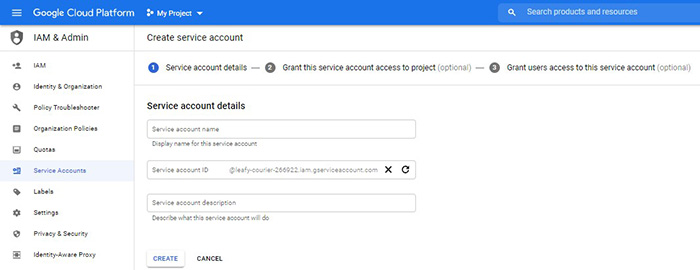 Google Cloud Platform
My Project
Search products and resources
IAM & Admin
Create service account
IAM
Identity & Organization
Policy Troubleshooter
Organization Policies
Quotas
Service Accounts
Labels
Settings
Privacy & Security
Identity-Aware Proxy
1 Service account details — 2 Grant this service account access to project (optional) — 3 Grant users access to this service account (optional)
Service account details
Service account name
Display name for this service account
Service account ID @leafy-courier-266922.iam.gserviceaccount.com
Service account description
Describe what this service account will do
CREATE CANCEL